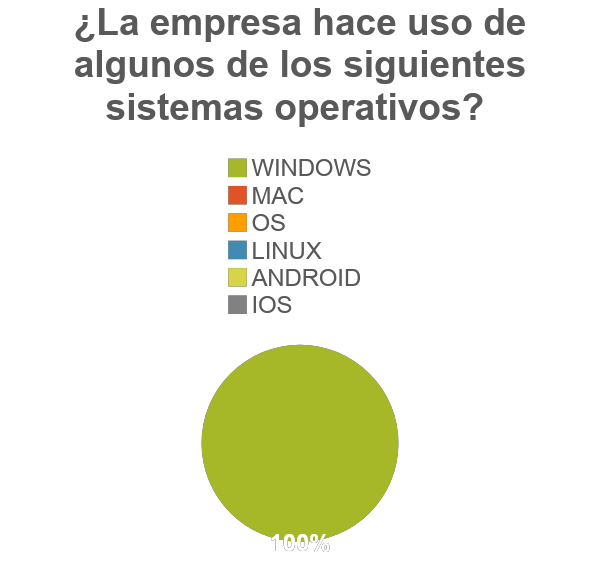 ¿La empresa hace uso de
algunos de los siguientes
sistemas operativos?
WINDOWS
MAC
OS
LINUX
ANDROID
IOS
100%